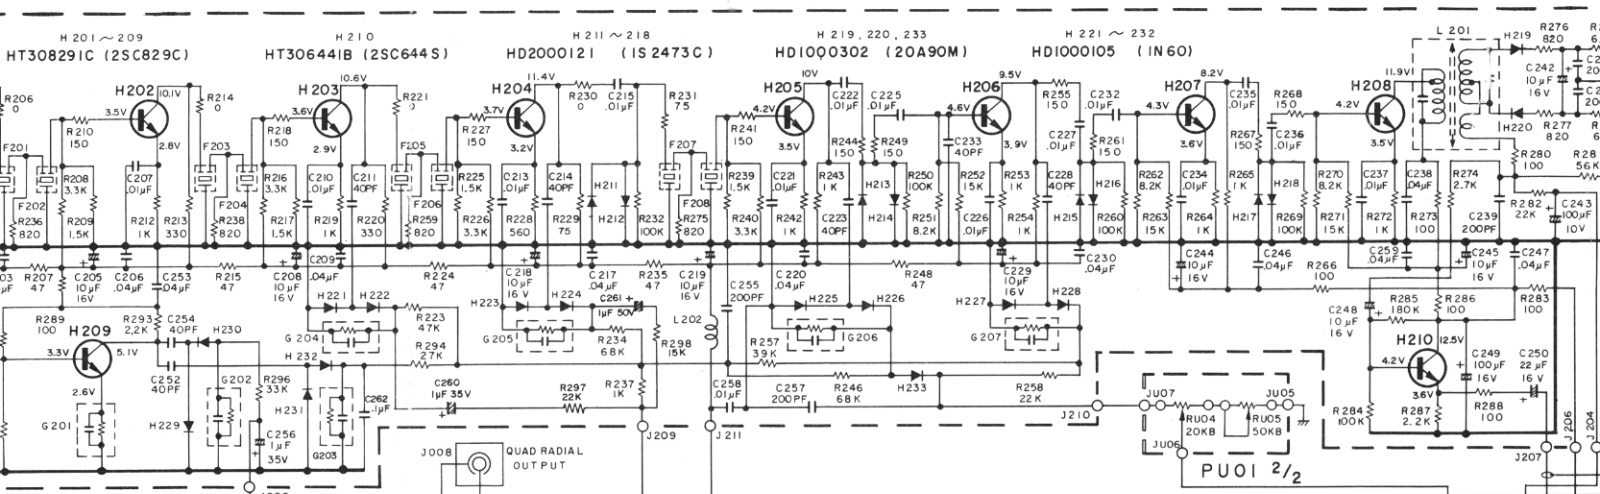 H 201 ~ 209
HT308291C (2SC829C)
H 210
HT306441B (2SC644S)
H 211 ~ 218
HD2000121 (1S2473C)
H 219, 220, 233
HD1000302 (20A90M)
H 221 ~ 232
HD1000105 (1N60)
L 201
H219
R276
820
R206
0
H202
10.1V
3.5V
R210
150
2.8V
R214
0
H203
10.6V
3.6V
R218
150
2.9V
R221
0
H204
11.4V
3.7V
R227
150
3.2V
R230
0
C215
.01µF
R231
75
H205
10V
4.2V
R241
150
3.5V
C222
.01µF
C225
.01µF
R244
150
R249
150
H206
9.5V
4.6V
C233
40PF
3.9V
R255
150
C232
.01µF
C227
.01µF
R261
150
H207
8.2V
4.3V
3.6V
C235
.01µF
R268
150
R267
150
C236
.01µF
H208
11.9V
4.2V
3.5V
C242
10µF
16V
H220
R277
820
R280
100
56K
F201
F202
R236
820
R208
3.3K
R209
1.5K
C207
.01µF
R212
1K
R213
330
F203
F204
R238
820
R216
3.3K
R217
1.5K
C210
.01µF
R219
1K
C211
40PF
R220
330
F205
F206
R259
820
R225
1.5K
R226
3.3K
C213
.01µF
R228
560
C214
40PF
R229
75
H211
H212
R232
100K
F207
F208
R275
820
R239
1.5K
R240
3.3K
C221
.01µF
R242
1K
R243
1K
C223
40PF
H213
H214
R250
100K
R251
8.2K
R252
15K
C226
.01µF
R253
1K
R254
1K
C228
40PF
H215
H216
R260
100K
R262
8.2K
R263
15K
C234
.01µF
R264
1K
R265
1K
H217
H218
R269
100K
R270
8.2K
R271
15K
C237
.01µF
R272
1K
C238
.04µF
R273
100
R274
2.7K
C239
200PF
R282
22K
C243
100µF
10V
R207
47
C205
10µF
16V
C206
.04µF
C253
.04µF
R215
47
C208
10µF
16V
C209
.04µF
R224
47
C218
10µF
16V
C217
.04µF
R235
47
C219
10µF
16V
C220
.04µF
R248
47
C229
10µF
16V
C230
.04µF
C244
10µF
16V
C246
.04µF
R266
100
C259
.04µF
C245
10µF
16V
C247
.04µF
R289
100
R293
2,2K
C254
40PF
H230
H221
H222
G204
R223
47K
R294
27K
H223
H224
G205
C261
1µF 50V
R234
68K
R298
15K
L202
C255
200PF
H225
H226
G206
R257
39K
H227
H228
G207
C248
10µF
16V
R285
180K
R286
100
R283
100
H209
3.3V
5.1V
2.6V
C252
40PF
G201
H229
G202
R296
33K
C256
1µF
35V
H232
H231
G203
C262
.1µF
C260
1µF 35V
R297
22K
R237
1K
C258
.01µF
C257
200PF
R246
68K
H233
R258
22K
J210
JU07
JU05
RU04
20KB
RU05
50KB
JU06
PU01 2/2
H210
12.5V
4.2V
3.6V
R284
100K
R287
2.2K
C249
100µF
16V
R288
100
C250
22µF
16V
J209
J211
J207
J206
J204
J008
QUAD RADIAL
OUTPUT